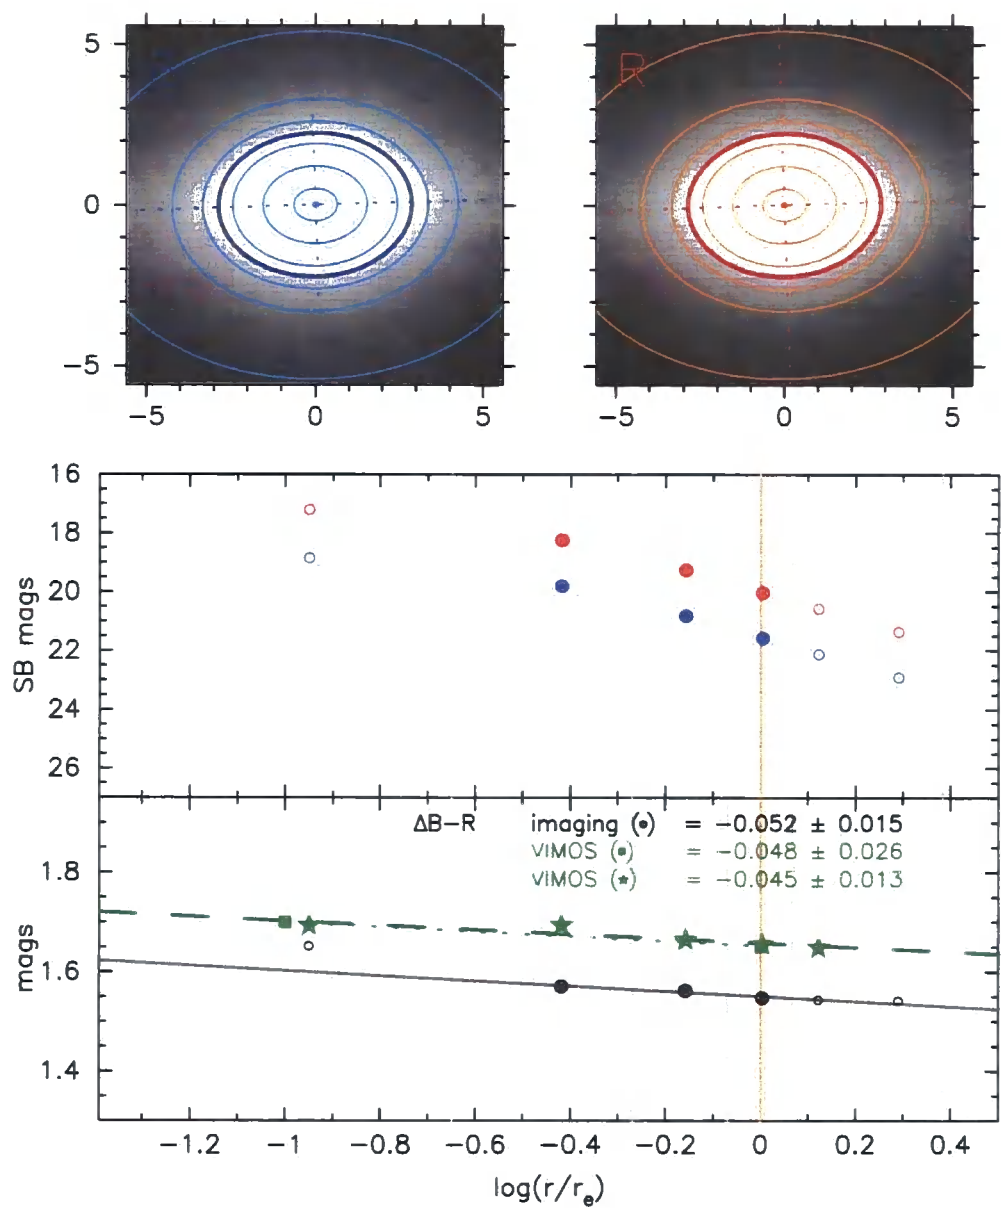 R
5
0
−5
−5 0 5
−5 0 5
16
18
20
22
24
26
SB mags
ΔB−R imaging (•) = −0.052 ± 0.015
VIMOS (▪) = −0.048 ± 0.026
VIMOS (★) = −0.045 ± 0.013
1.8
1.6
1.4
mags
−1.2 −1 −0.8 −0.6 −0.4 −0.2 0 0.2 0.4
log(r/rₑ)